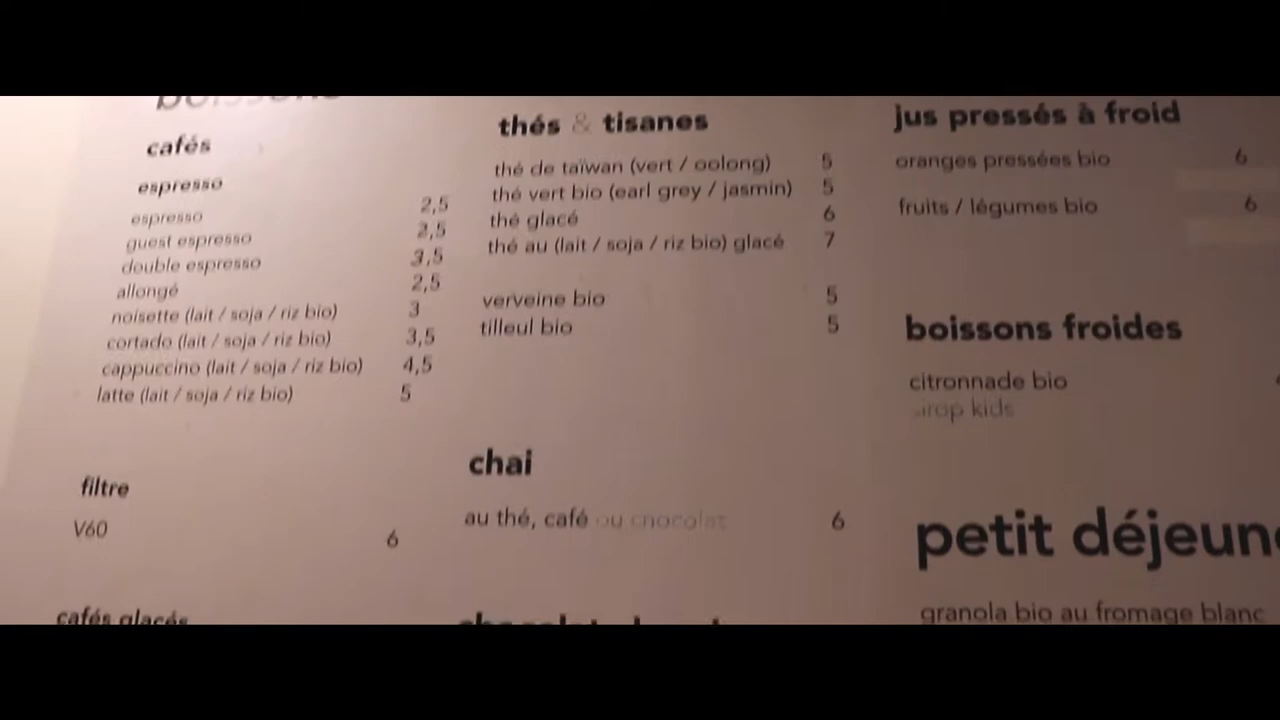 boissons
cafés
espresso
espresso 2,5
guest espresso 2,5
double espresso 3,5
allongé 2,5
noisette (lait / soja / riz bio) 3
cortado (lait / soja / riz bio) 3,5
cappuccino (lait / soja / riz bio) 4,5
latte (lait / soja / riz bio) 5
filtre
V60 6
cafés glacés
thés & tisanes
thé de taïwan (vert / oolong) 5
thé vert bio (earl grey / jasmin) 5
thé glacé 6
thé au (lait / soja / riz bio) glacé 7
verveine bio 5
tilleul bio 5
chai
au thé, café ou chocolat 6
jus pressés à froid
oranges pressées bio 6
fruits / légumes bio 6
boissons froides
citronnade bio
sirop kids
petit déjeun
granola bio au fromage blanc